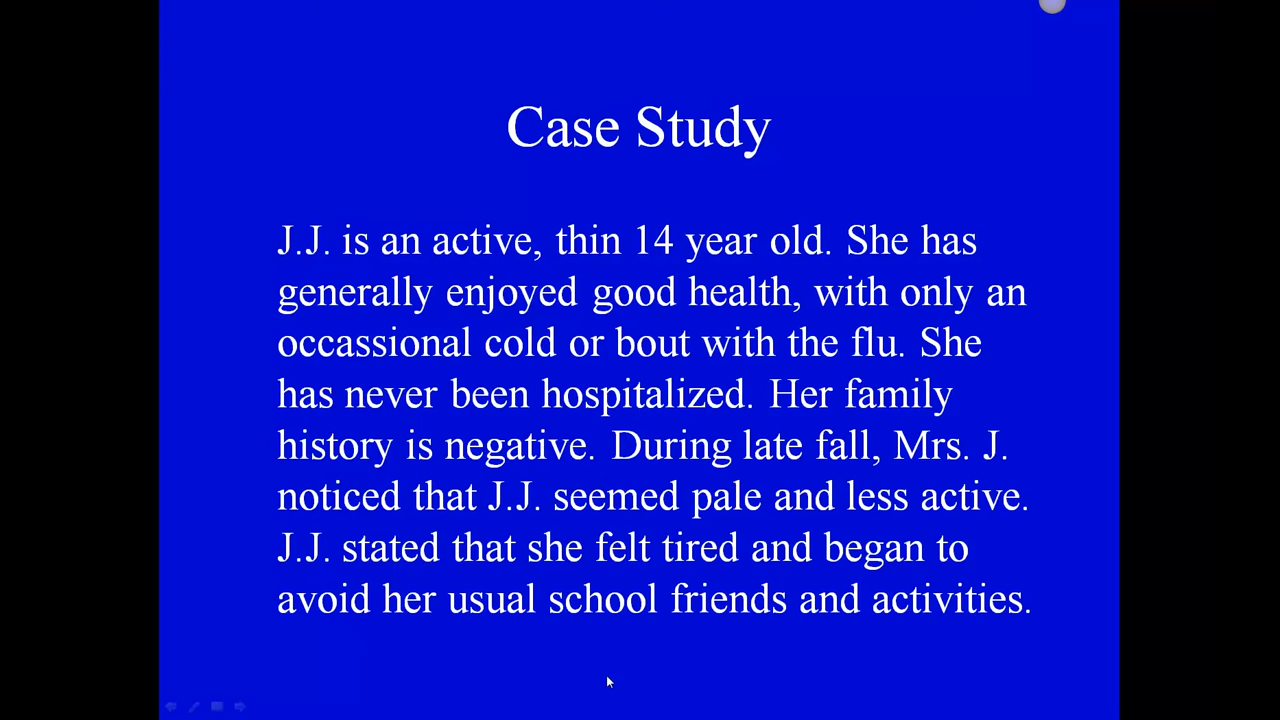 Case Study
J.J. is an active, thin 14 year old. She has
generally enjoyed good health, with only an
occassional cold or bout with the flu. She
has never been hospitalized. Her family
history is negative. During late fall, Mrs. J.
noticed that J.J. seemed pale and less active.
J.J. stated that she felt tired and began to
avoid her usual school friends and activities.